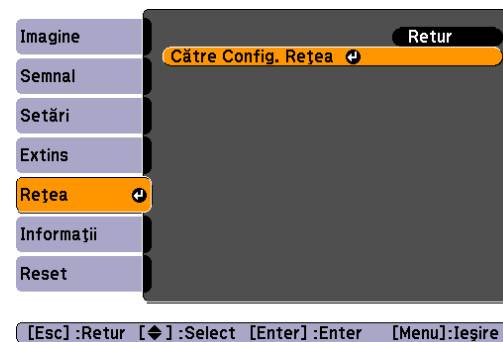 Imagine
Semnal
Setări
Extins
Reţea
Informaţii
Reset
Retur
Către Config. Reţea
[Esc] :Retur [ ] :Select [Enter] :Enter [Menu]:Ieşire